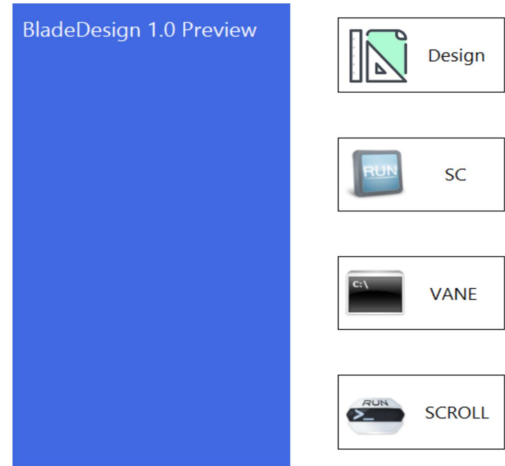 BladeDesign 1.0 Preview
Design
RUN
SC
C:\
VANE
RUN
>_
SCROLL